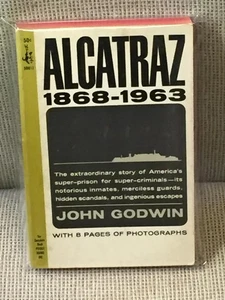 50¢
ALCATRAZ
1868-1963
The extraordinary story of America's
super-prison for super-criminals—its
notorious inmates, merciless guards,
hidden scandals, and ingenious escapes
JOHN GODWIN
WITH 8 PAGES OF PHOTOGRAPHS